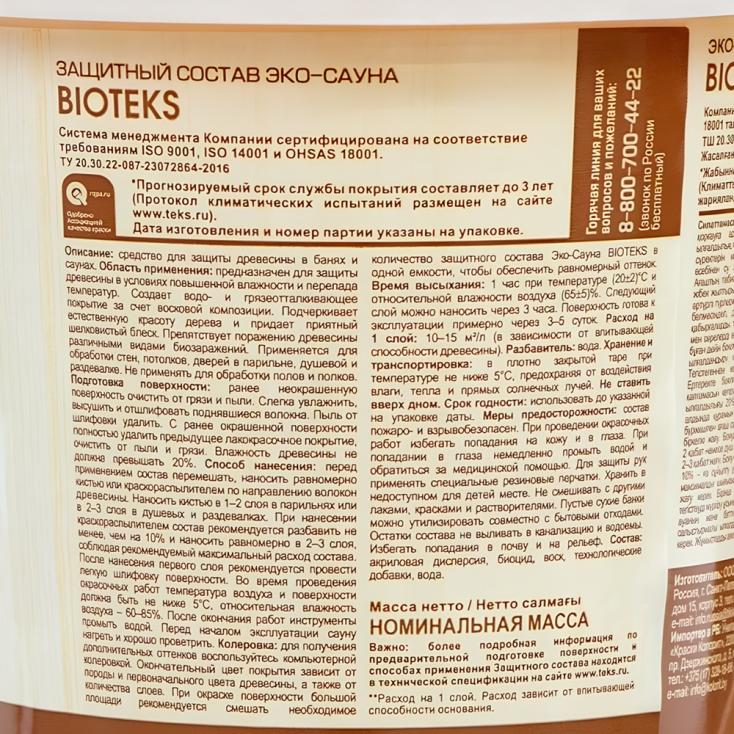 ЗАЩИТНЫЙ СОСТАВ ЭКО-САУНА
BIOTEKS
Система менеджмента Компании сертифицирована на соответствие
требованиям ISO 9001, ISO 14001 и OHSAS 18001.
ТУ 20.30.22-087-23072864-2016
rqpa.ru
Одобрено
Ассоциацией
качества краски
*Прогнозируемый срок службы покрытия составляет до 3 лет
(Протокол климатических испытаний размещен на сайте
www.teks.ru).
Дата изготовления и номер партии указаны на упаковке.
Горячая линия для ваших
вопросов и пожеланий:
8-800-700-44-22
(звонок по России
бесплатный)
Описание: средство для защиты древесины в банях и
саунах. Область применения: предназначен для защиты
древесины в условиях повышенной влажности и перепада
температур. Создает водо- и грязеотталкивающее
покрытие за счет восковой композиции. Подчеркивает
естественную красоту дерева и придает приятный
шелковистый блеск. Препятствует поражению древесины
различными видами биозаражений. Применяется для
обработки стен, потолков, дверей в парильне, душевой и
раздевалке. Не применять для обработки полов и полков.
Подготовка поверхности: ранее неокрашенную
поверхность очистить от грязи и пыли. Слегка увлажнить,
высушить и отшлифовать поднявшиеся волокна. Пыль от
шлифовки удалить. С ранее окрашенной поверхности
полностью удалить предыдущее лакокрасочное покрытие,
очистить от пыли и грязи. Влажность древесины не
должна превышать 20%. Способ нанесения: перед
применением состав перемешать, наносить равномерно
кистью или краскораспылителем по направлению волокон
древесины. Наносить кистью в 1–2 слоя в парильнях или
в 2–3 слоя в душевых и раздевалках. При нанесении
краскораспылителем состав рекомендуется разбавить не
менее, чем на 10% и наносить равномерно в 2–3 слоя,
соблюдая рекомендуемый максимальный расход состава.
После нанесения первого слоя рекомендуется провести
легкую шлифовку поверхности. Во время проведения
окрасочных работ температура воздуха и поверхности
должна быть не ниже 5°С, относительная влажность
воздуха – 60–85%. После окончания работ инструменты
промыть водой. Перед началом эксплуатации сауну
нагреть и хорошо проветрить. Колеровка: для получения
дополнительных оттенков воспользуйтесь компьютерной
колеровкой. Окончательный цвет покрытия зависит от
породы и первоначального цвета древесины, а также от
количества слоев. При окраске поверхности большой
площади рекомендуется смешать необходимое
количество защитного состава Эко-Сауна BIOTEKS в
одной емкости, чтобы обеспечить равномерный оттенок.
Время высыхания: 1 час при температуре (20±2)°С и
относительной влажности воздуха (65±5)%. Следующий
слой можно наносить через 3 часа. Поверхность готова к
эксплуатации примерно через 3–5 суток. Расход на
1 слой: 10–15 м²/л (в зависимости от впитывающей
способности древесины). Разбавитель: вода. Хранение и
транспортировка: в плотно закрытой таре при
температуре не ниже 5°С, предохраняя от воздействия
влаги, тепла и прямых солнечных лучей. Не ставить
вверх дном. Срок годности: использовать до указанной
на упаковке даты. Меры предосторожности: состав
пожаро- и взрывобезопасен. При проведении окрасочных
работ избегать попадания на кожу и в глаза. При
попадании в глаза немедленно промыть водой и
обратиться за медицинской помощью. Для защиты рук
применять специальные резиновые перчатки. Хранить в
недоступном для детей месте. Не смешивать с другими
лаками, красками и растворителями. Пустые сухие банки
можно утилизировать совместно с бытовыми отходами.
Остатки состава не выливать в канализацию и водоемы.
Избегать попадания в почву и на рельеф. Состав:
акриловая дисперсия, биоцид, воск, технологические
добавки, вода.
Масса нетто / Нетто салмағы
НОМИНАЛЬНАЯ МАССА
Важно: более подробная информация по
предварительной подготовке поверхности и
способах применения Защитного состава находится
в технической спецификации на сайте www.teks.ru.
**Расход на 1 слой. Расход зависит от впитывающей
способности основания.